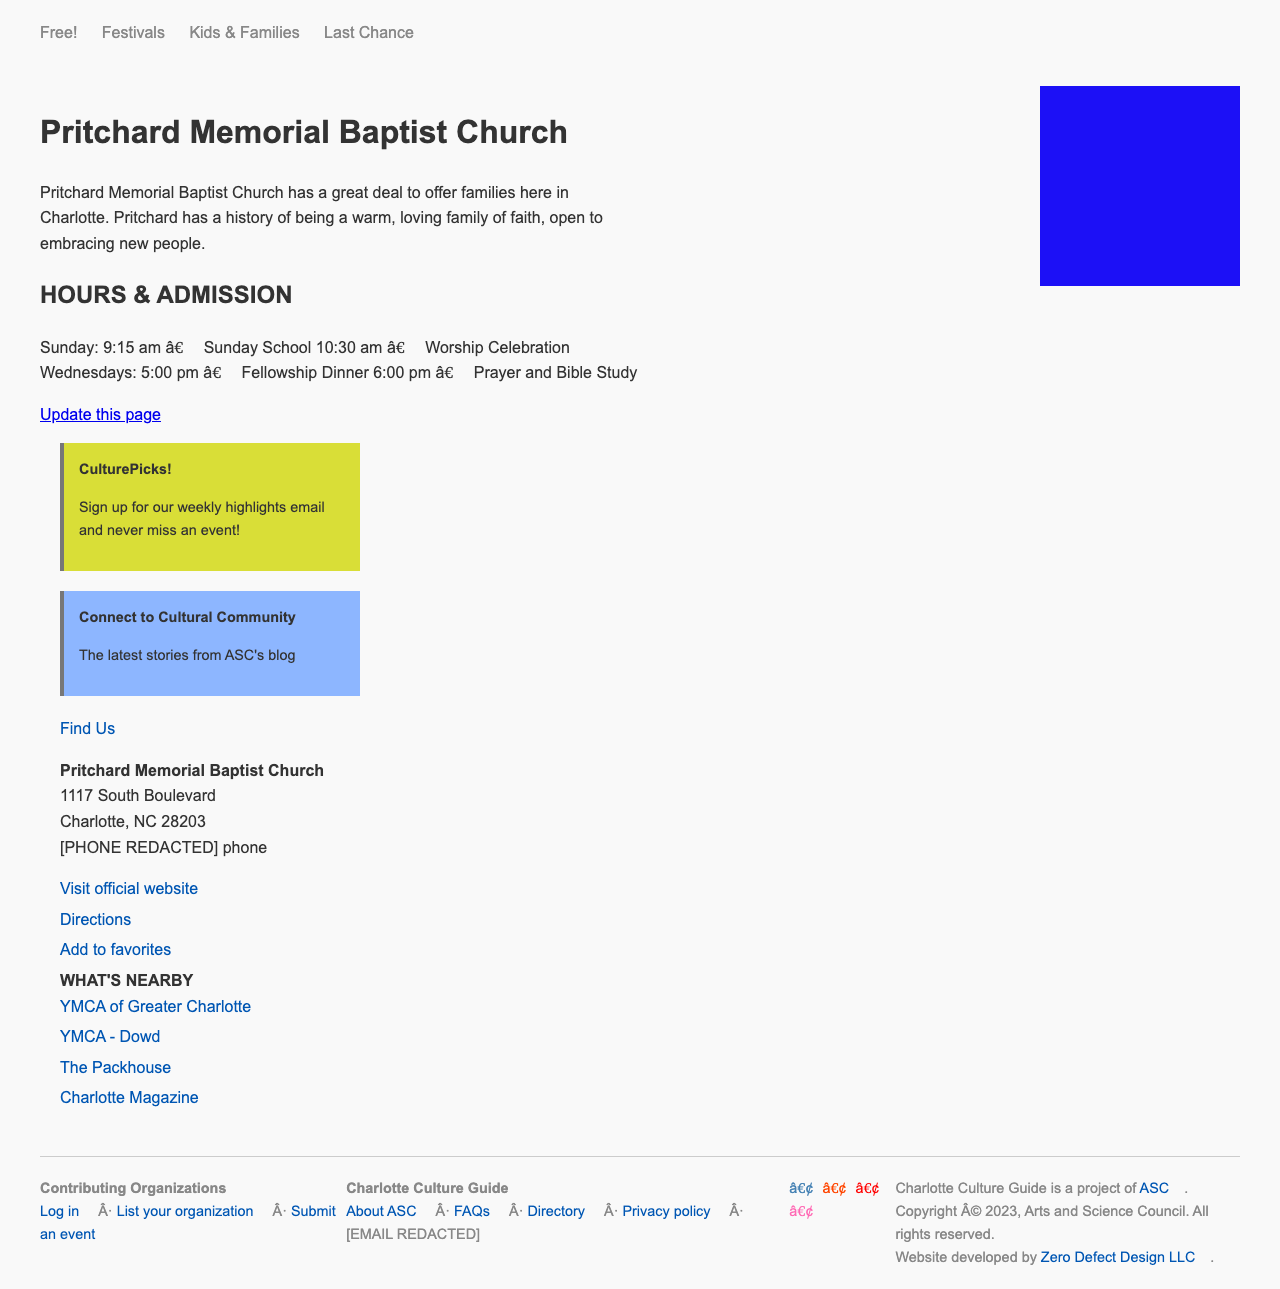 Free! Festivals Kids & Families Last Chance
Pritchard Memorial Baptist Church
Pritchard Memorial Baptist Church has a great deal to offer families here in
Charlotte. Pritchard has a history of being a warm, loving family of faith, open to
embracing new people.
HOURS & ADMISSION
Sunday: 9:15 am â€ Sunday School 10:30 am â€ Worship Celebration
Wednesdays: 5:00 pm â€ Fellowship Dinner 6:00 pm â€ Prayer and Bible Study
Update this page
CulturePicks!
Sign up for our weekly highlights email
and never miss an event!
Connect to Cultural Community
The latest stories from ASC's blog
Find Us
Pritchard Memorial Baptist Church
1117 South Boulevard
Charlotte, NC 28203
[PHONE REDACTED] phone
Visit official website
Directions
Add to favorites
WHAT'S NEARBY
YMCA of Greater Charlotte
YMCA - Dowd
The Packhouse
Charlotte Magazine
Contributing Organizations
Log in Â· List your organization Â· Submit
an event
Charlotte Culture Guide
About ASC Â· FAQs Â· Directory Â· Privacy policy Â·
[EMAIL REDACTED]
â€¢ â€¢ â€¢
â€¢
Charlotte Culture Guide is a project of ASC .
Copyright Â© 2023, Arts and Science Council. All
rights reserved.
Website developed by Zero Defect Design LLC .